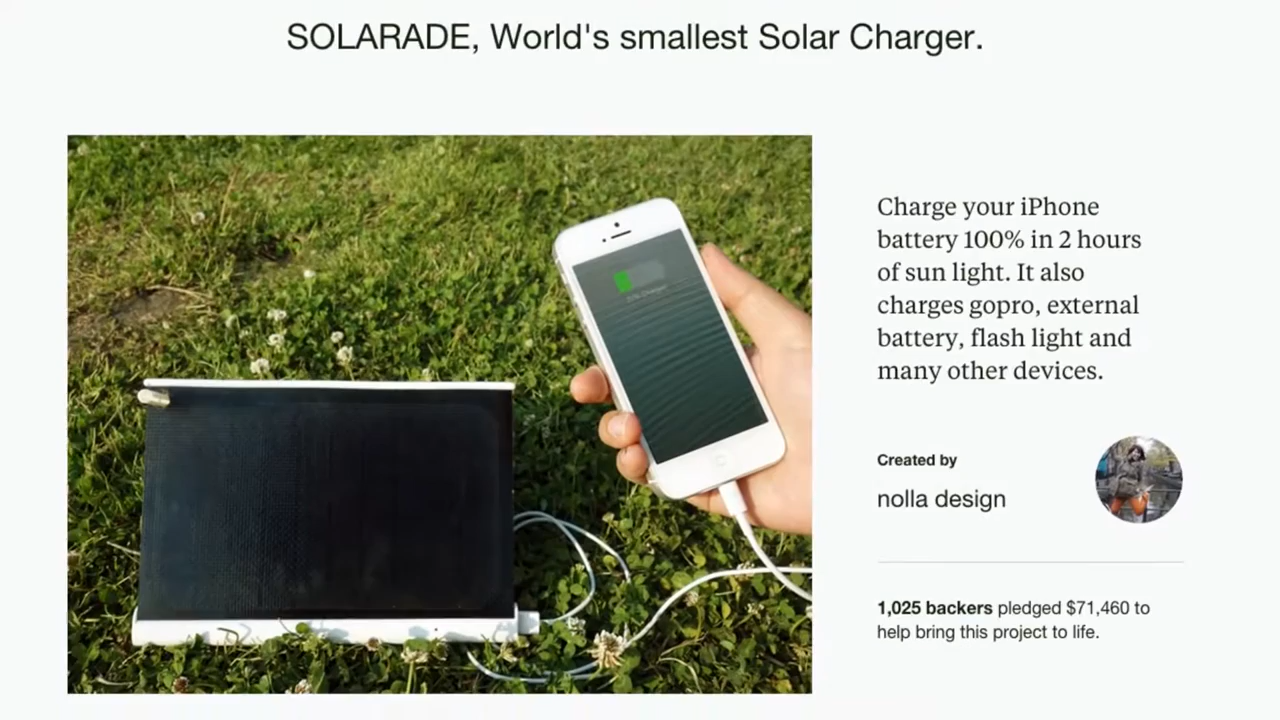 SOLARADE, World's smallest Solar Charger.
Charge your iPhone
battery 100% in 2 hours
of sun light. It also
charges gopro, external
battery, flash light and
many other devices.
Created by
nolla design
1,025 backers pledged $71,460 to
help bring this project to life.